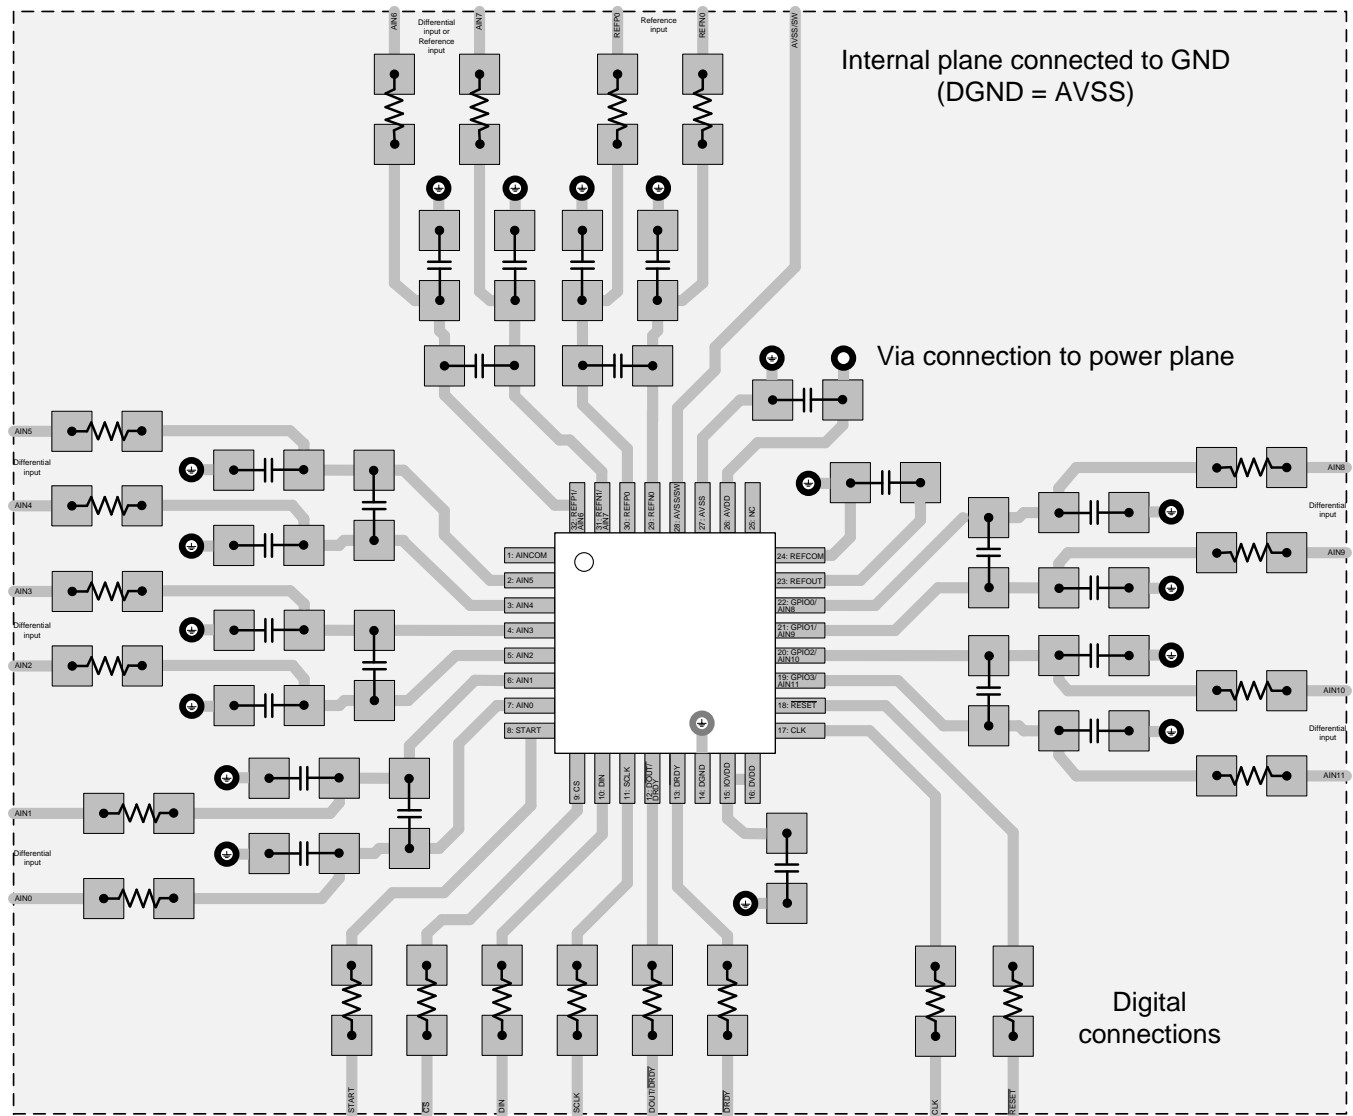 AIN6
Differential
input or
Reference
input
AIN7
REFP0
Reference
input
REFN0
AVSS/SW
Internal plane connected to GND
(DGND = AVSS)
Via connection to power plane
AIN5
Differential
input
AIN4
AIN3
Differential
input
AIN2
AIN1
Differential
input
AIN0
AIN8
Differential
input
AIN9
AIN10
Differential
input
AIN11
32: REFP1/
AIN6
31: REFN1/
AIN7
30: REFP0
29: REFN0
28: AVSS/SW
27: AVSS
26: AVDD
25: NC
1: AINCOM
2: AIN5
3: AIN4
4: AIN3
5: AIN2
6: AIN1
7: AIN0
8: START
24: REFCOM
23: REFOUT
22: GPIO0/
AIN8
21: GPIO1/
AIN9
20: GPIO2/
AIN10
19: GPIO3/
AIN11
18: RESET
17: CLK
9: CS
10: DIN
11: SCLK
12: DOUT/
DRDY
13: DRDY
14: DGND
15: IOVDD
16: DVDD
Digital
connections
START
CS
DIN
SCLK
DOUT/DRDY
DRDY
CLK
RESET